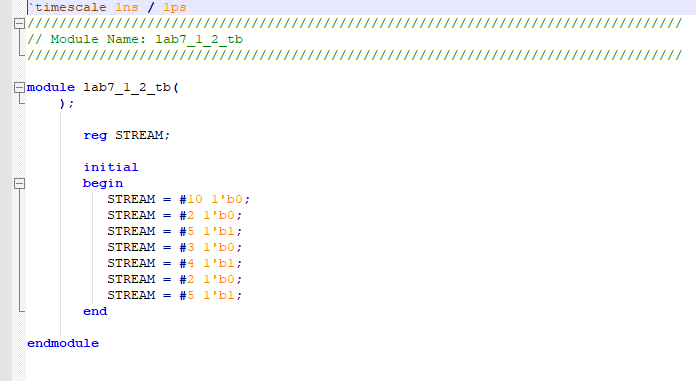 `timescale 1ns / 1ps
//////////////////////////////////////////////////////////////////////////////////
// Module Name: lab7_1_2_tb
//////////////////////////////////////////////////////////////////////////////////
module lab7_1_2_tb(
);
reg STREAM;
initial
begin
STREAM = #10 1'b0;
STREAM = #2 1'b0;
STREAM = #5 1'b1;
STREAM = #3 1'b0;
STREAM = #4 1'b1;
STREAM = #2 1'b0;
STREAM = #5 1'b1;
end
endmodule